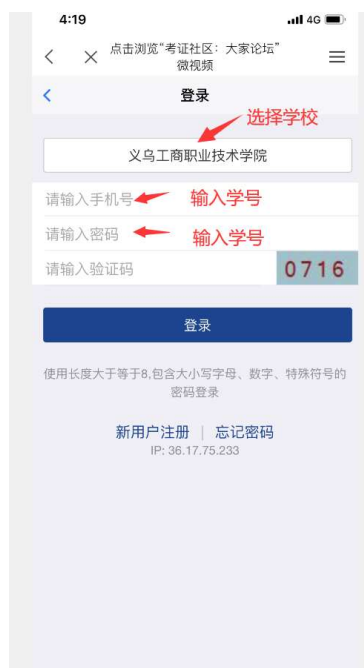 4:19
4G
点击浏览“考证社区：大家论坛”
微视频
登录
选择学校
义乌工商职业技术学院
请输入手机号
输入学号
请输入密码
输入学号
请输入验证码
0716
登录
使用长度大于等于8,包含大小写字母、数字、特殊符号的
密码登录
新用户注册 | 忘记密码
IP: 36.17.75.233